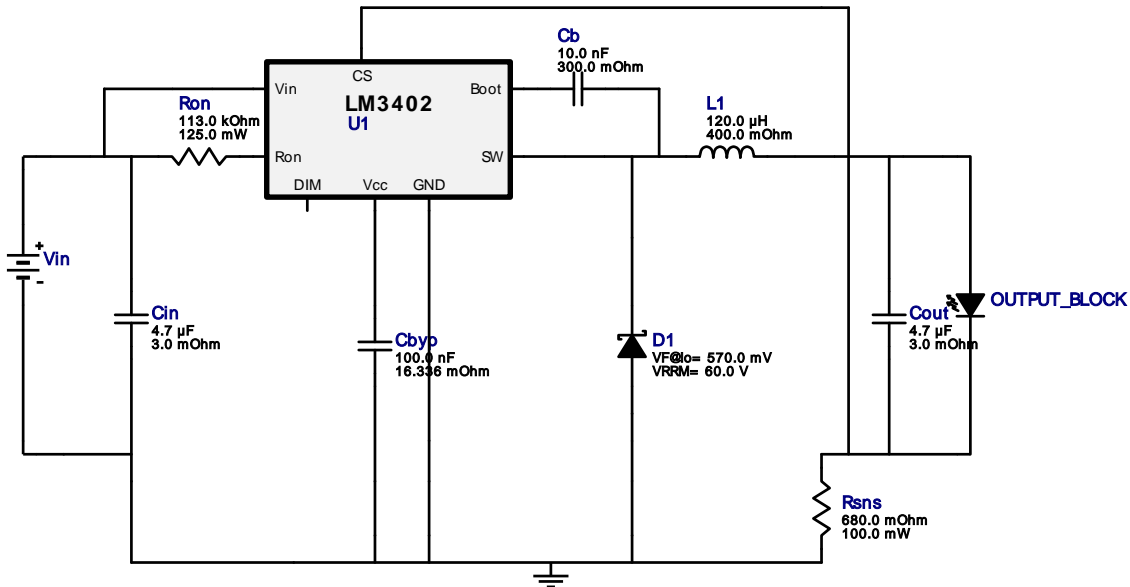 Cb
10.0 nF
300.0 mOhm
CS
Vin
Boot
LM3402
U1
Ron
113.0 kOhm
125.0 mW
L1
120.0 µH
400.0 mOhm
Ron
SW
DIM
Vcc
GND
+
Vin
-
Cin
4.7 µF
3.0 mOhm
Cbyp
100.0 nF
16.336 mOhm
D1
VF@Io= 570.0 mV
VRRM= 60.0 V
Cout
4.7 µF
3.0 mOhm
OUTPUT_BLOCK
Rsns
680.0 mOhm
100.0 mW